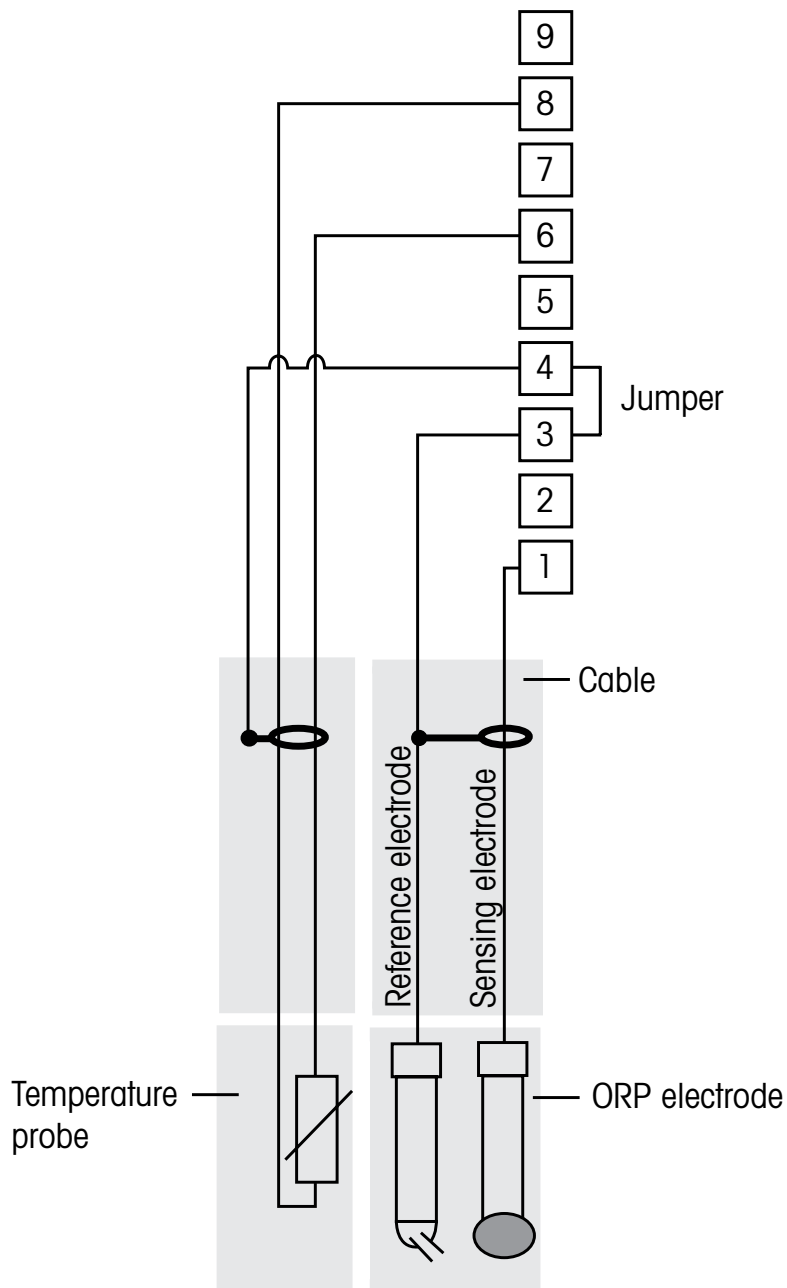 9
8
7
6
5
4
Jumper
3
2
1
Cable
Reference electrode
Sensing electrode
Temperature
probe
ORP electrode